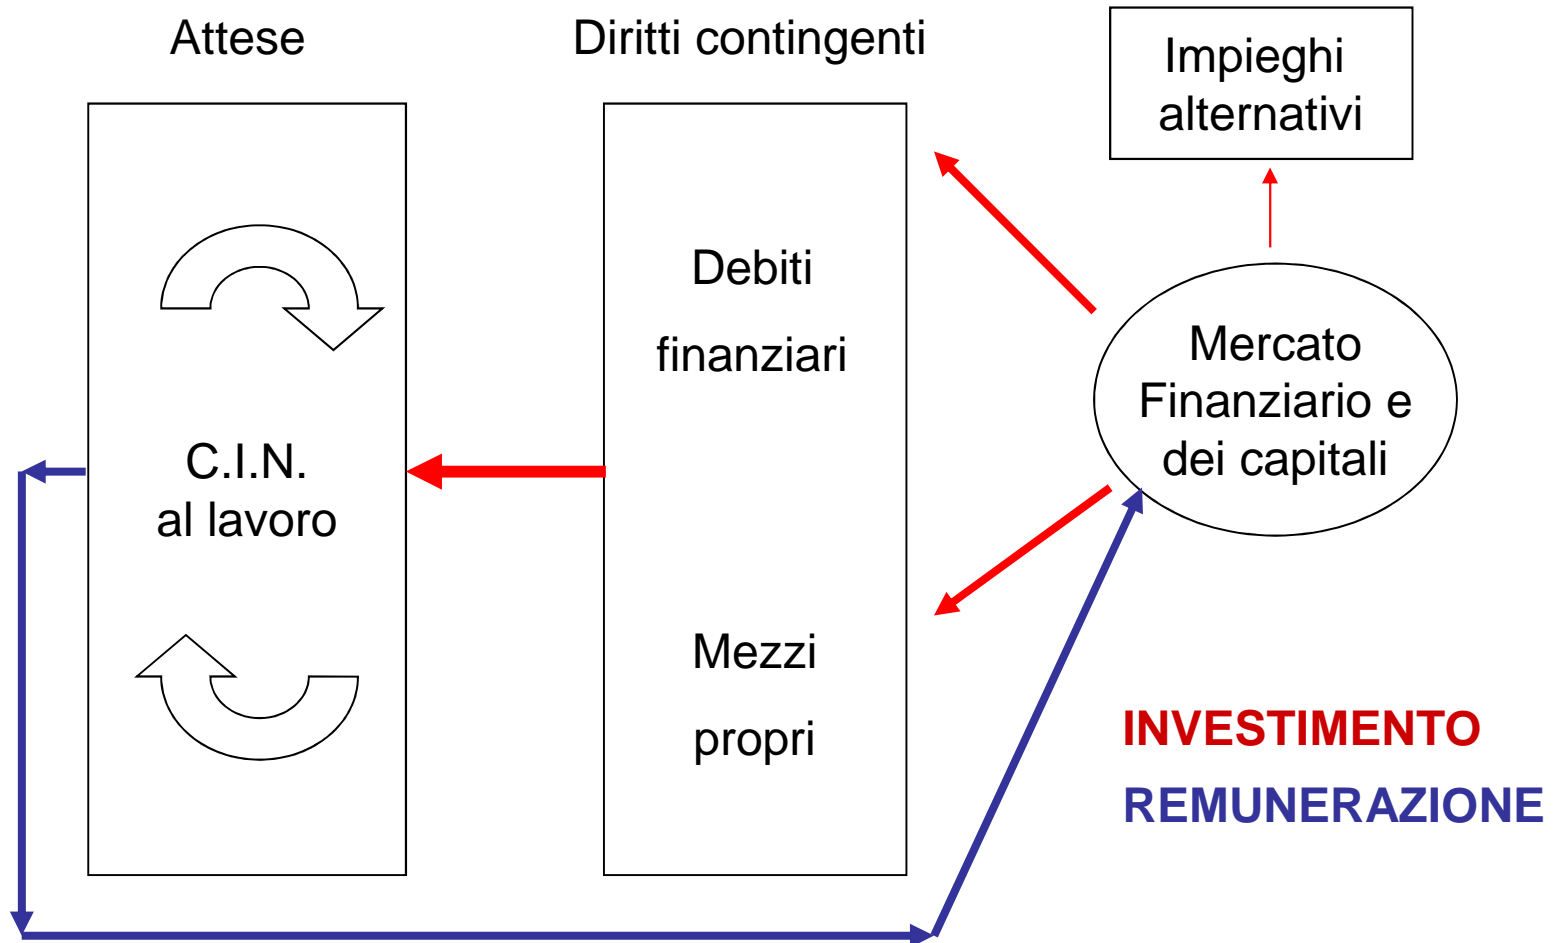 Attese
Diritti contingenti
Impieghi
alternativi
Debiti
finanziari
Mercato
Finanziario e
dei capitali
C.I.N.
al lavoro
Mezzi
propri
INVESTIMENTO
REMUNERAZIONE